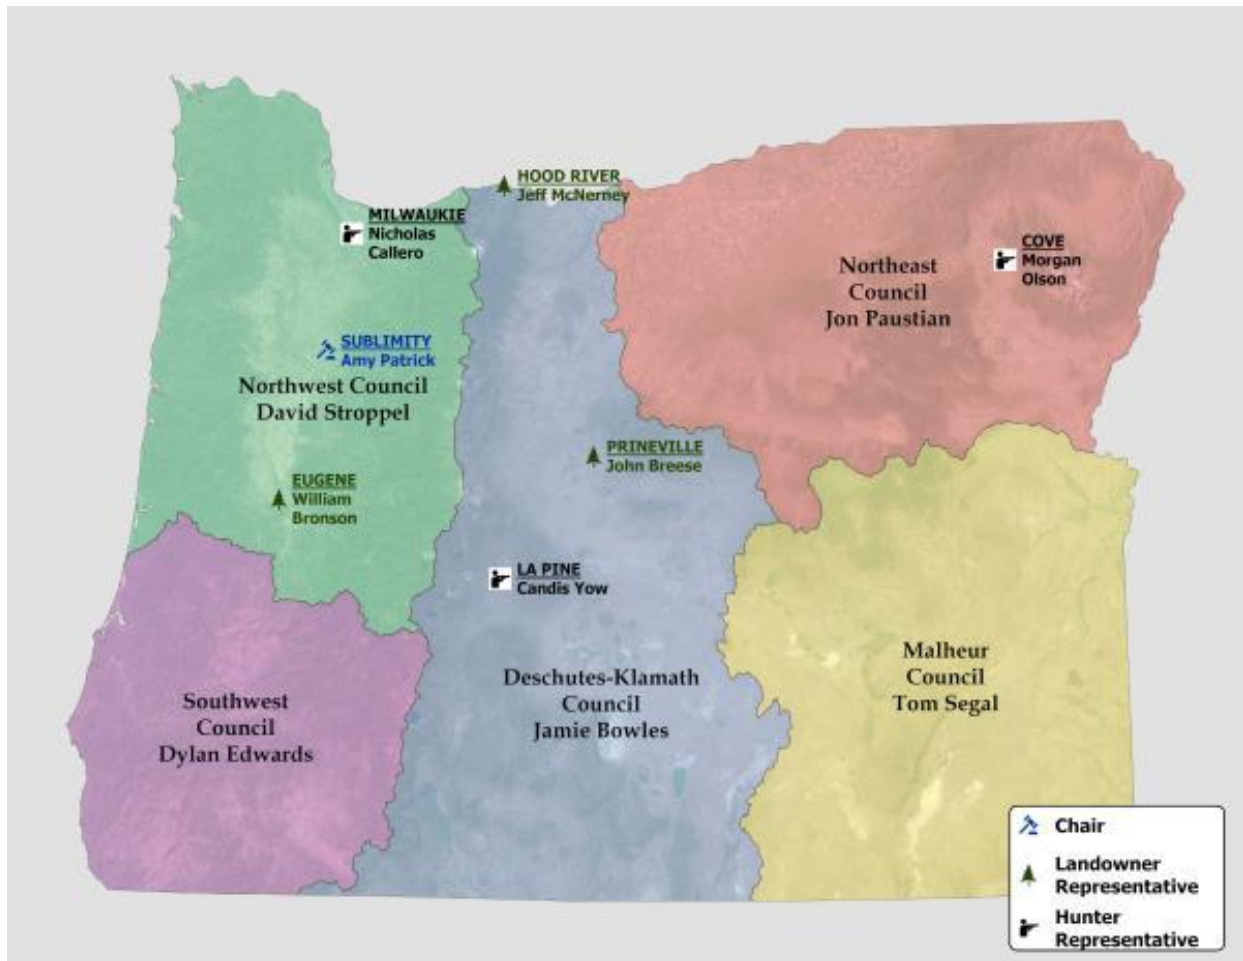 HOOD RIVER
Jeff McNerney
MILWAUKIE
Nicholas
Callero
COVE
Morgan
Olson
Northeast
Council
Jon Paustian
SUBLIMITY
Amy Patrick
Northwest Council
David Stroppel
PRINEVILLE
John Breese
EUGENE
William
Bronson
LA PINE
Candis Yow
Malheur
Council
Tom Segal
Deschutes-Klamath
Council
Jamie Bowles
Southwest
Council
Dylan Edwards
Chair
Landowner
Representative
Hunter
Representative